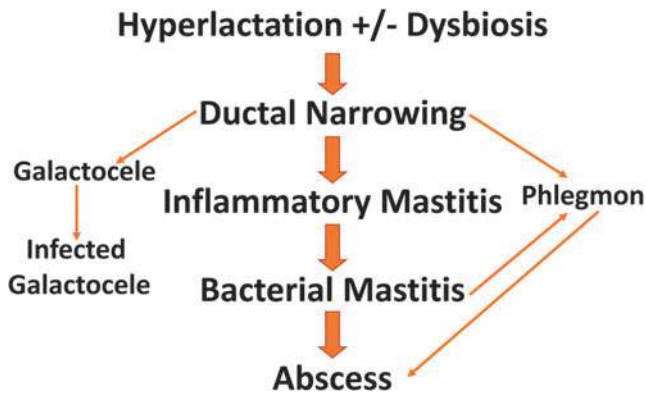 Hyperlactation +/- Dysbiosis
Ductal Narrowing
Galactocele
Inflammatory Mastitis
Phlegmon
Infected
Galactocele
Bacterial Mastitis
Abscess